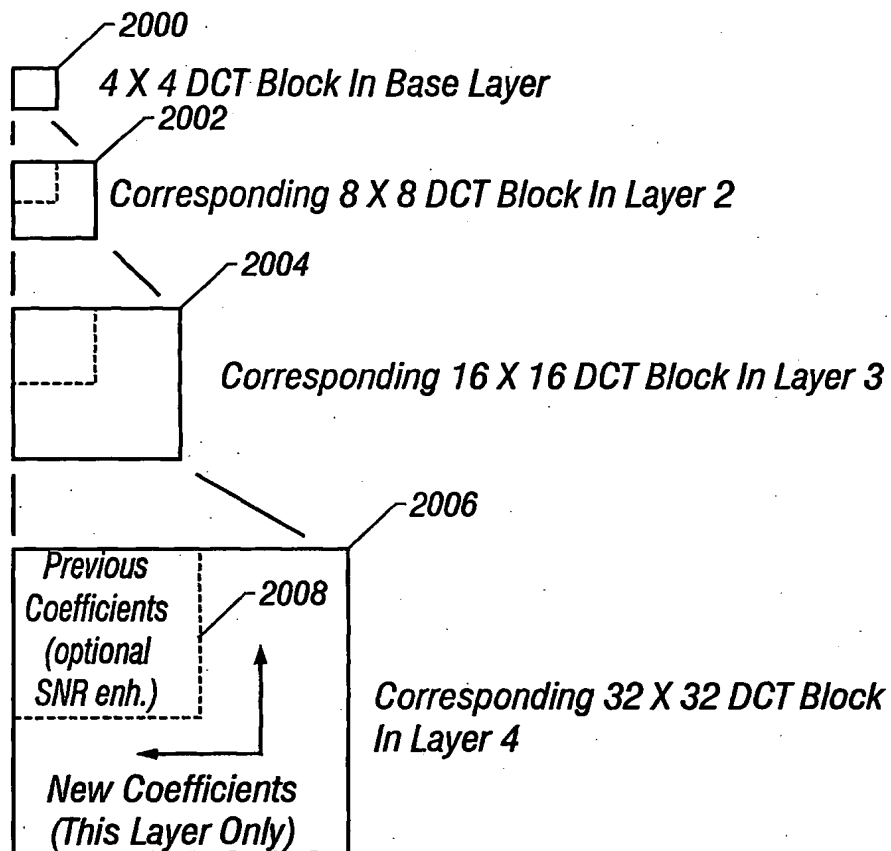 2000
4 X 4 DCT Block In Base Layer
2002
Corresponding 8 X 8 DCT Block In Layer 2
2004
Corresponding 16 X 16 DCT Block In Layer 3
2006
Previous
Coefficients
(optional
SNR enh.)
2008
Corresponding 32 X 32 DCT Block
In Layer 4
New Coefficients
(This Layer Only)